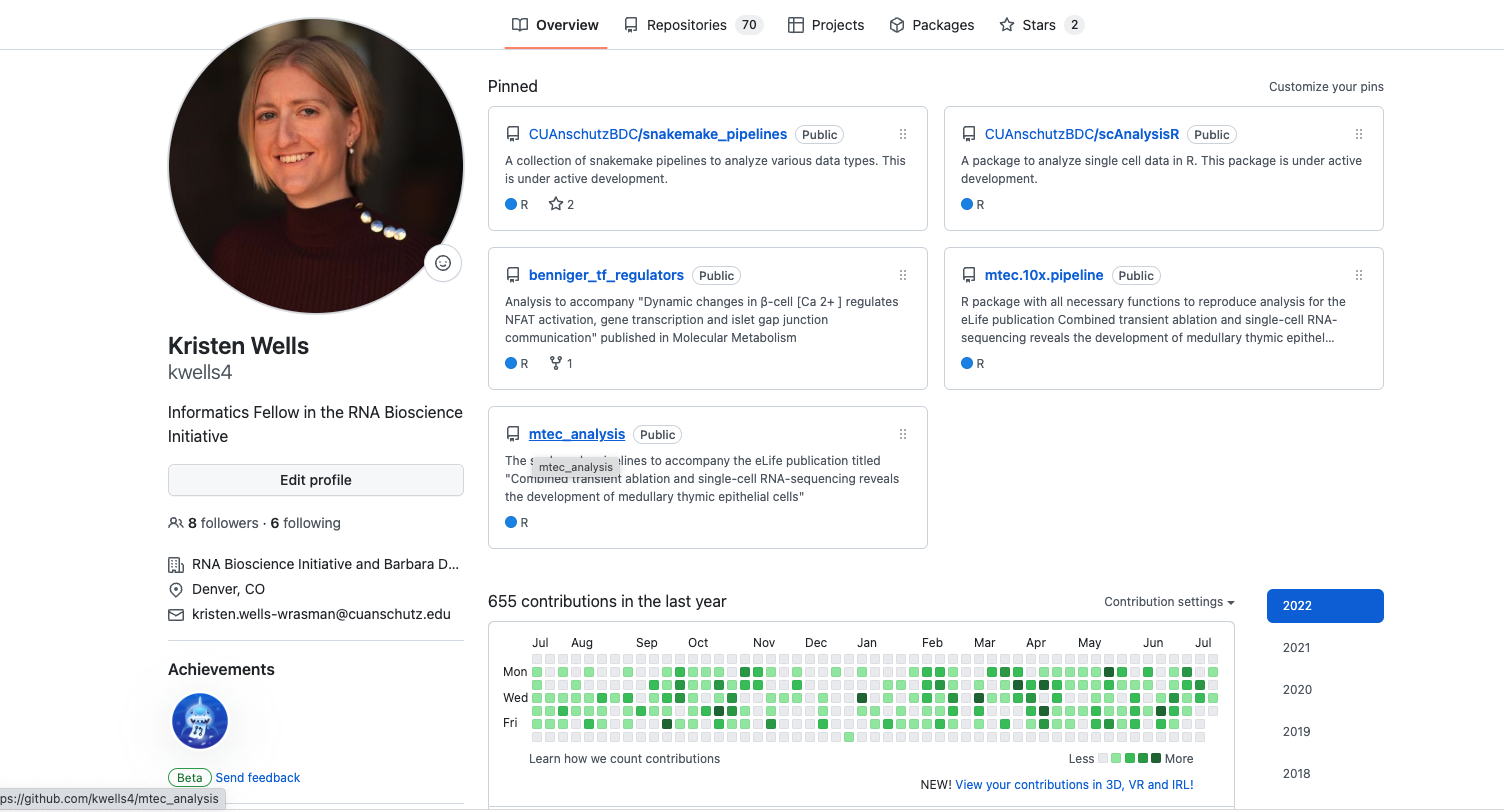 Overview
Repositories 70
Projects
Packages
Stars 2
Kristen Wells
kwells4
Informatics Fellow in the RNA Bioscience
Initiative
Edit profile
8 followers · 6 following
RNA Bioscience Initiative and Barbara D...
Denver, CO
kristen.wells-wrasman@cuanschutz.edu
Achievements
Beta Send feedback
ps://github.com/kwells4/mtec_analysis
Pinned
Customize your pins
CUAnschutzBDC/snakemake_pipelines Public
A collection of snakemake pipelines to analyze various data types. This
is under active development.
R 2
CUAnschutzBDC/scAnalysisR Public
A package to analyze single cell data in R. This package is under active
development.
R
benniger_tf_regulators Public
Analysis to accompany "Dynamic changes in β-cell [Ca 2+ ] regulates
NFAT activation, gene transcription and islet gap junction
communication" published in Molecular Metabolism
R 1
mtec.10x.pipeline Public
R package with all necessary functions to reproduce analysis for the
eLife publication Combined transient ablation and single-cell RNA-
sequencing reveals the development of medullary thymic epithel...
R
mtec_analysis Public
The lines to accompany the eLife publication titled
mtec_analysis
"Combined transient ablation and single-cell RNA-sequencing reveals
the development of medullary thymic epithelial cells"
R
655 contributions in the last year
Contribution settings
Jul Aug Sep Oct Nov Dec Jan Feb Mar Apr May Jun Jul
Mon
Wed
Fri
Learn how we count contributions
Less More
NEW! View your contributions in 3D, VR and IRL!
2022
2021
2020
2019
2018